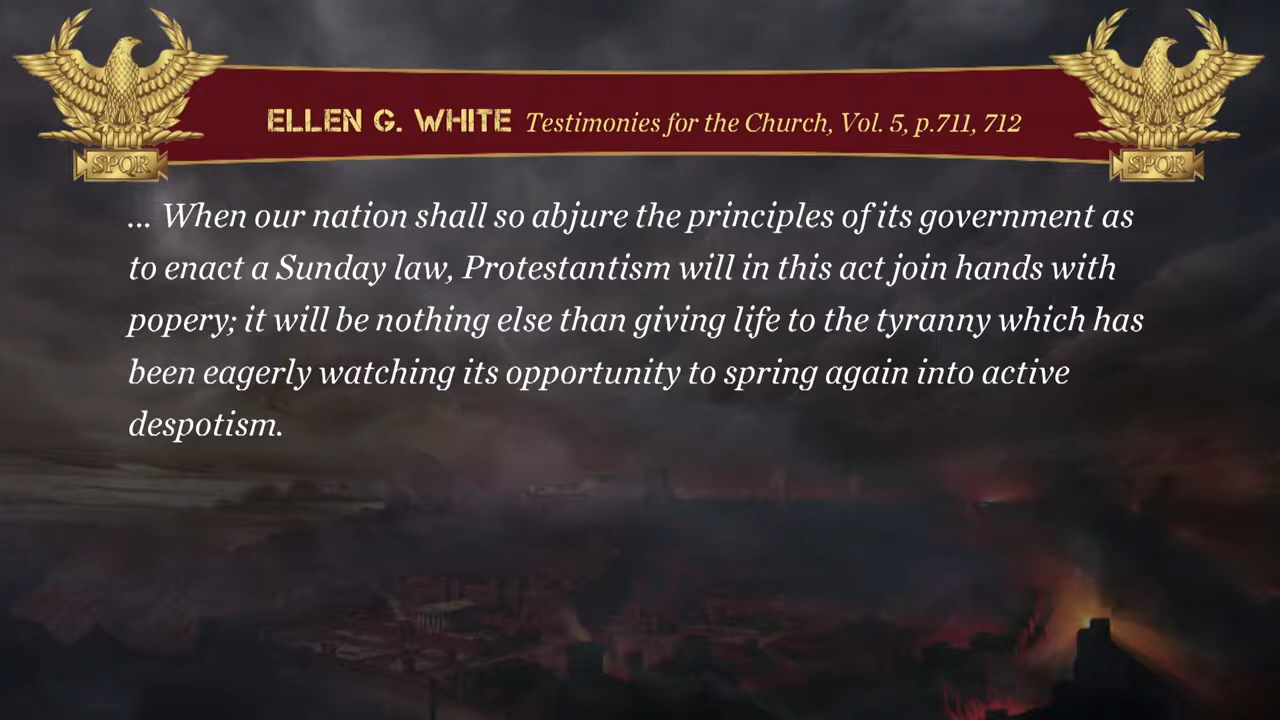 ELLEN G. WHITE Testimonies for the Church, Vol. 5, p.711, 712
SPQR SPQR
... When our nation shall so abjure the principles of its government as
to enact a Sunday law, Protestantism will in this act join hands with
popery; it will be nothing else than giving life to the tyranny which has
been eagerly watching its opportunity to spring again into active
despotism.